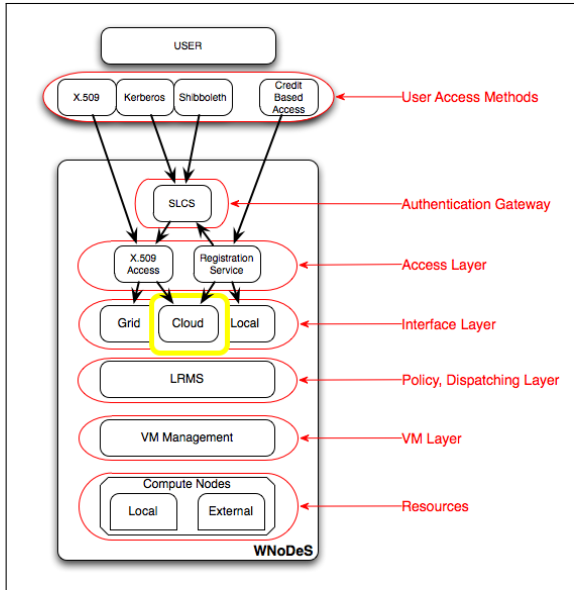 USER
X.509
Kerberos
Shibboleth
Credit
Based
Access
User Access Methods
SLCS
Authentication Gateway
X.509
Access
Registration
Service
Access Layer
Grid
Cloud
Local
Interface Layer
LRMS
Policy, Dispatching Layer
VM Management
VM Layer
Compute Nodes
Local
External
Resources
WNoDeS